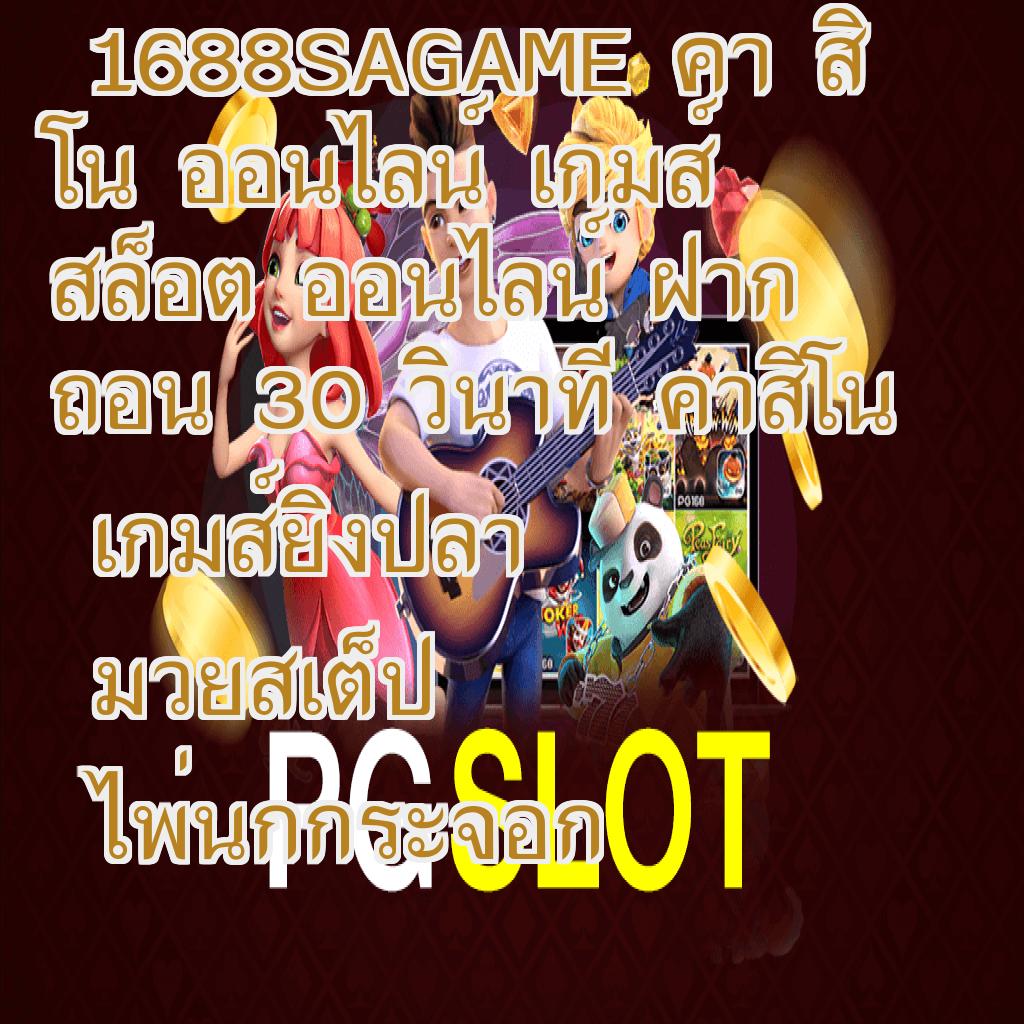 1688SAGAME คา สิ
โน ออนไลน์ เกมส์
สล็อต ออนไลน์ ฝาก
ถอน 30 วินาที คาสิโน
เกมส์ยิงปลา
PG168
มวยสเต็ป
PG SLOT
ไพ่นกกระจอก